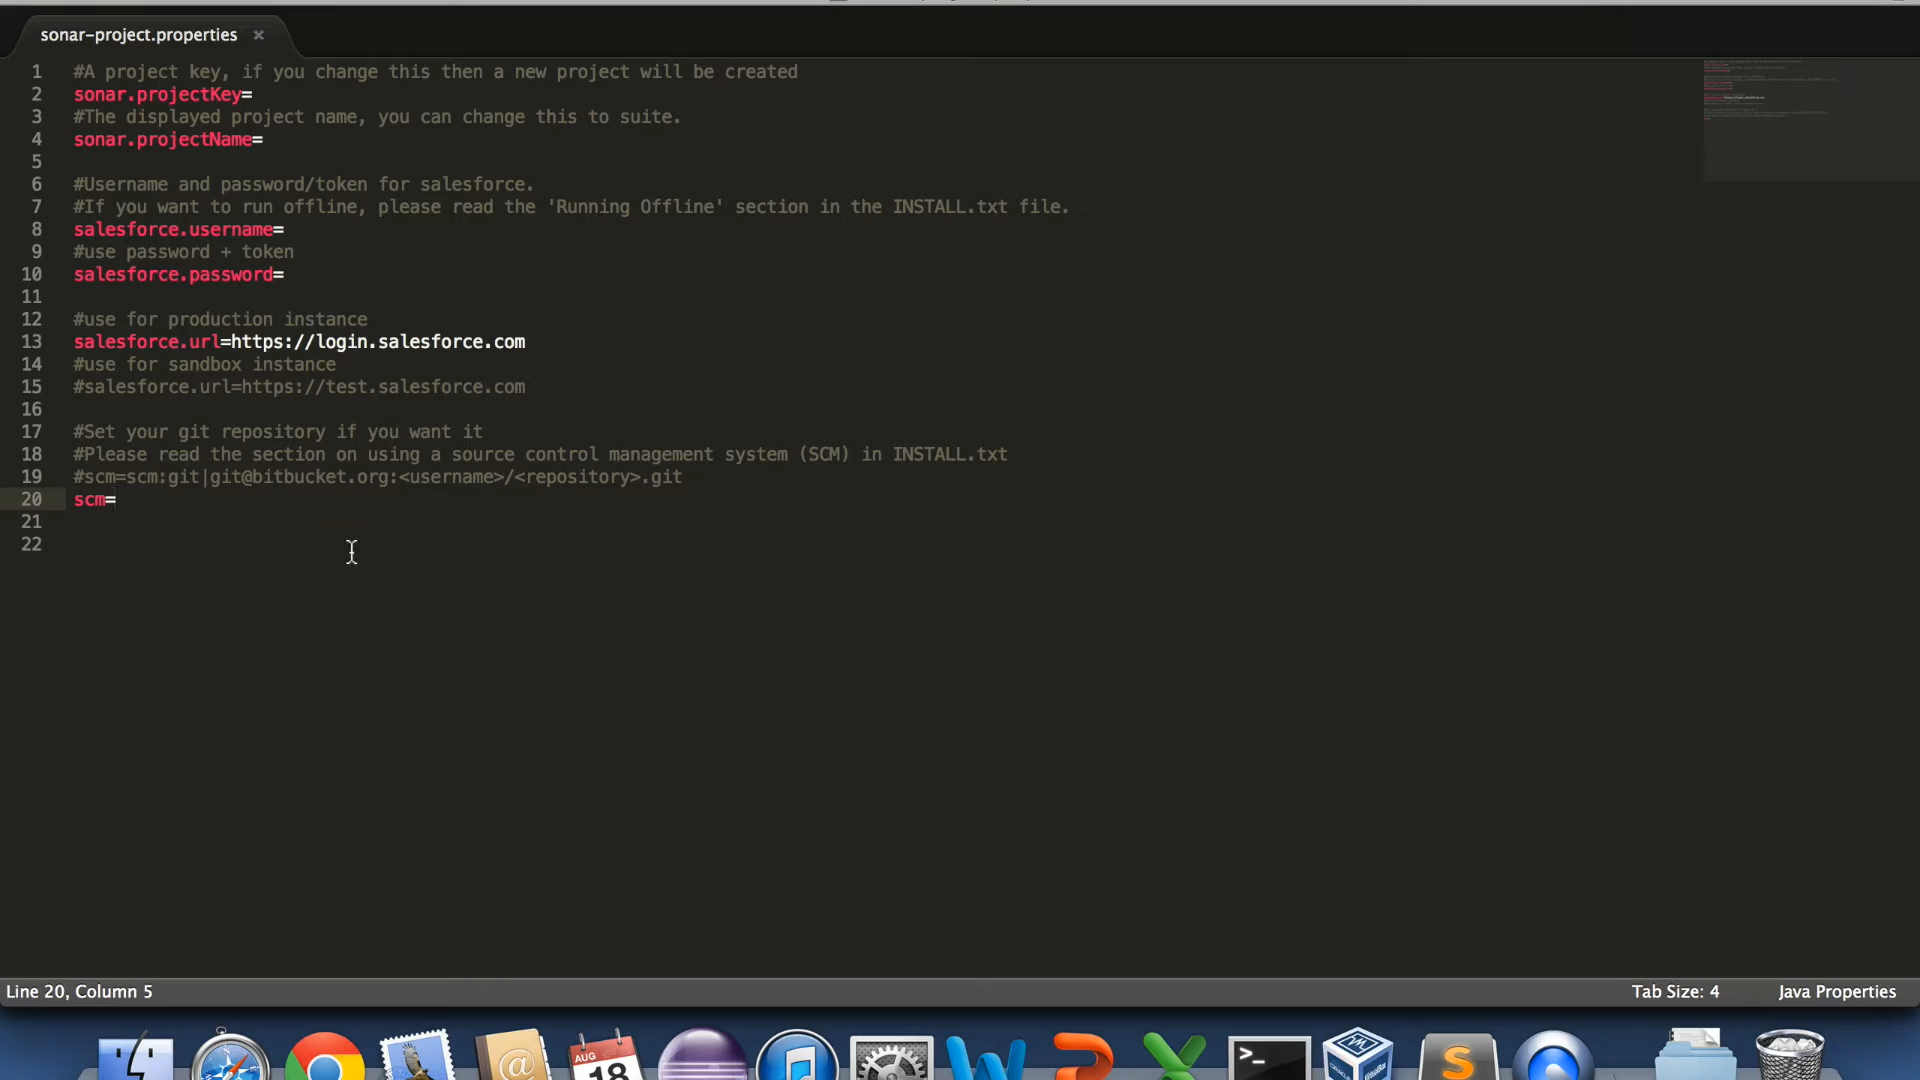 sonar-project.properties ×
1 #A project key, if you change this then a new project will be created
2 sonar.projectKey=
3 #The displayed project name, you can change this to suite.
4 sonar.projectName=
5
6 #Username and password/token for salesforce.
7 #If you want to run offline, please read the 'Running Offline' section in the INSTALL.txt file.
8 salesforce.username=
9 #use password + token
10 salesforce.password=
11
12 #use for production instance
13 salesforce.url=https://login.salesforce.com
14 #use for sandbox instance
15 #salesforce.url=https://test.salesforce.com
16
17 #Set your git repository if you want it
18 #Please read the section on using a source control management system (SCM) in INSTALL.txt
19 #scm=scm:git|git@bitbucket.org:<username>/<repository>.git
20 scm=
21
22
Line 20, Column 5
Tab Size: 4
Java Properties
AUG
18